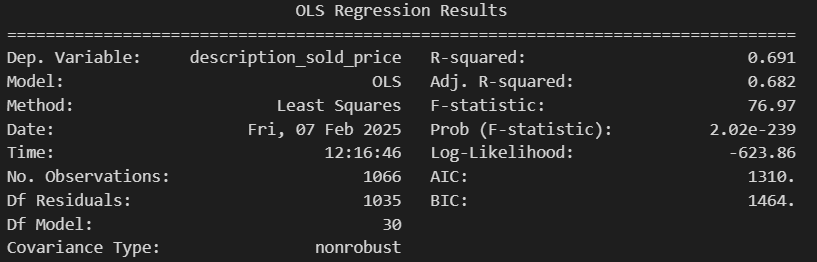 OLS Regression Results
==============================================================================
Dep. Variable: description_sold_price R-squared: 0.691
Model: OLS Adj. R-squared: 0.682
Method: Least Squares F-statistic: 76.97
Date: Fri, 07 Feb 2025 Prob (F-statistic): 2.02e-239
Time: 12:16:46 Log-Likelihood: -623.86
No. Observations: 1066 AIC: 1310.
Df Residuals: 1035 BIC: 1464.
Df Model: 30
Covariance Type: nonrobust